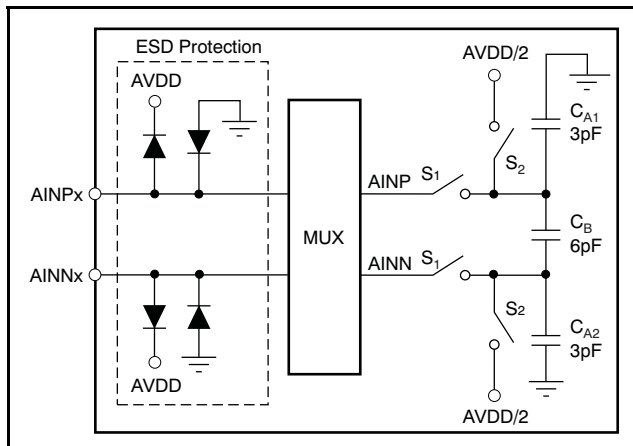 ESD Protection
AVDD
AVDD/2
CA1
3pF
S2
AINPx
AINP
S1
MUX
CB
6pF
AINNx
AINN
S1
S2
CA2
3pF
AVDD
AVDD/2